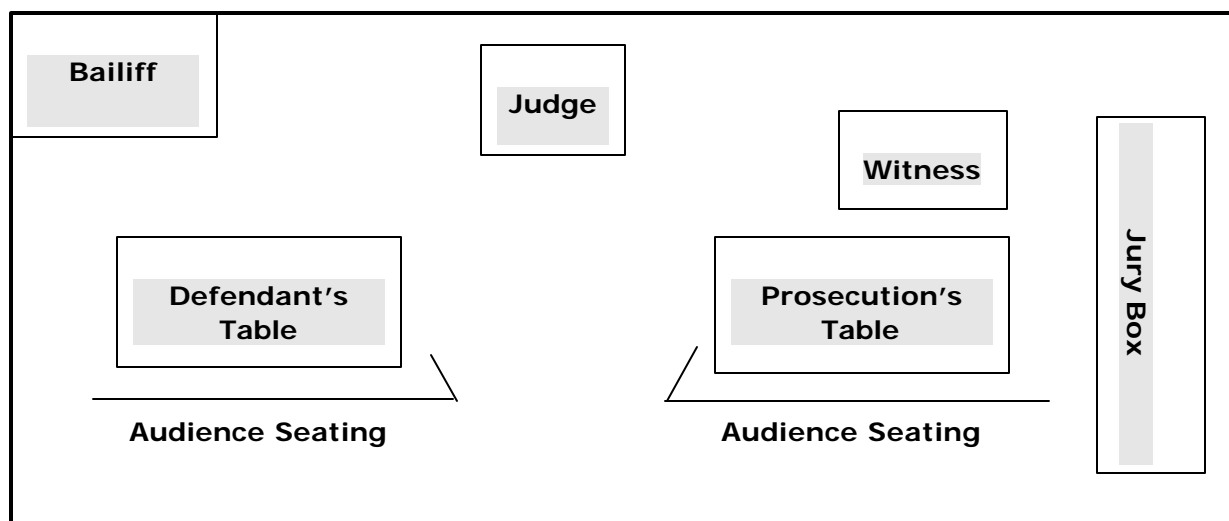 Bailiff
Judge
Witness
Defendant's
Table
Prosecution's
Table
Jury Box
Audience Seating
Audience Seating